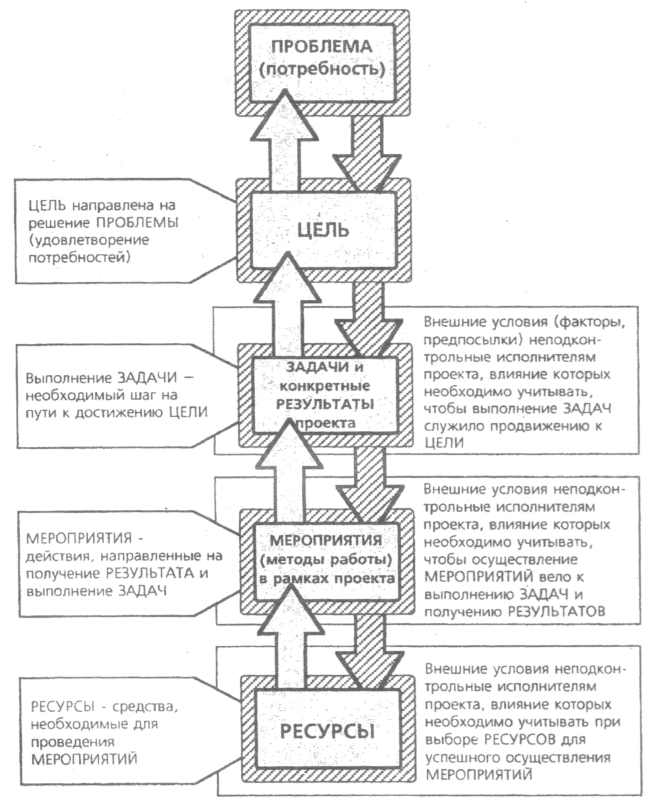 ПРОБЛЕМА
(потребность)
ЦЕЛЬ направлена на
решение ПРОБЛЕМЫ
(удовлетворение
потребностей)
ЦЕЛЬ
Выполнение ЗАДАЧИ –
необходимый шаг на
пути к достижению ЦЕЛИ
ЗАДАЧИ и
конкретные
РЕЗУЛЬТАТЫ
проекта
Внешние условия (факторы,
предпосылки) неподкон-
трольные исполнителям
проекта, влияние которых
необходимо учитывать,
чтобы выполнение ЗАДАЧ
служило продвижению к
ЦЕЛИ
МЕРОПРИЯТИЯ -
действия, направленные на
получение РЕЗУЛЬТАТА и
выполнение ЗАДАЧ
МЕРОПРИЯТИЯ
(методы работы)
в рамках проекта
Внешние условия неподкон-
трольные исполнителям
проекта, влияние которых
необходимо учитывать,
чтобы осуществление
МЕРОПРИЯТИЙ вело к
выполнению ЗАДАЧ и
получению РЕЗУЛЬТАТОВ
РЕСУРСЫ - средства,
необходимые для
проведения
МЕРОПРИЯТИЙ
РЕСУРСЫ
Внешние условия неподкон-
трольные исполнителям
проекта, влияние которых
необходимо учитывать при
выборе РЕСУРСОВ для
успешного осуществления
МЕРОПРИЯТИЙ